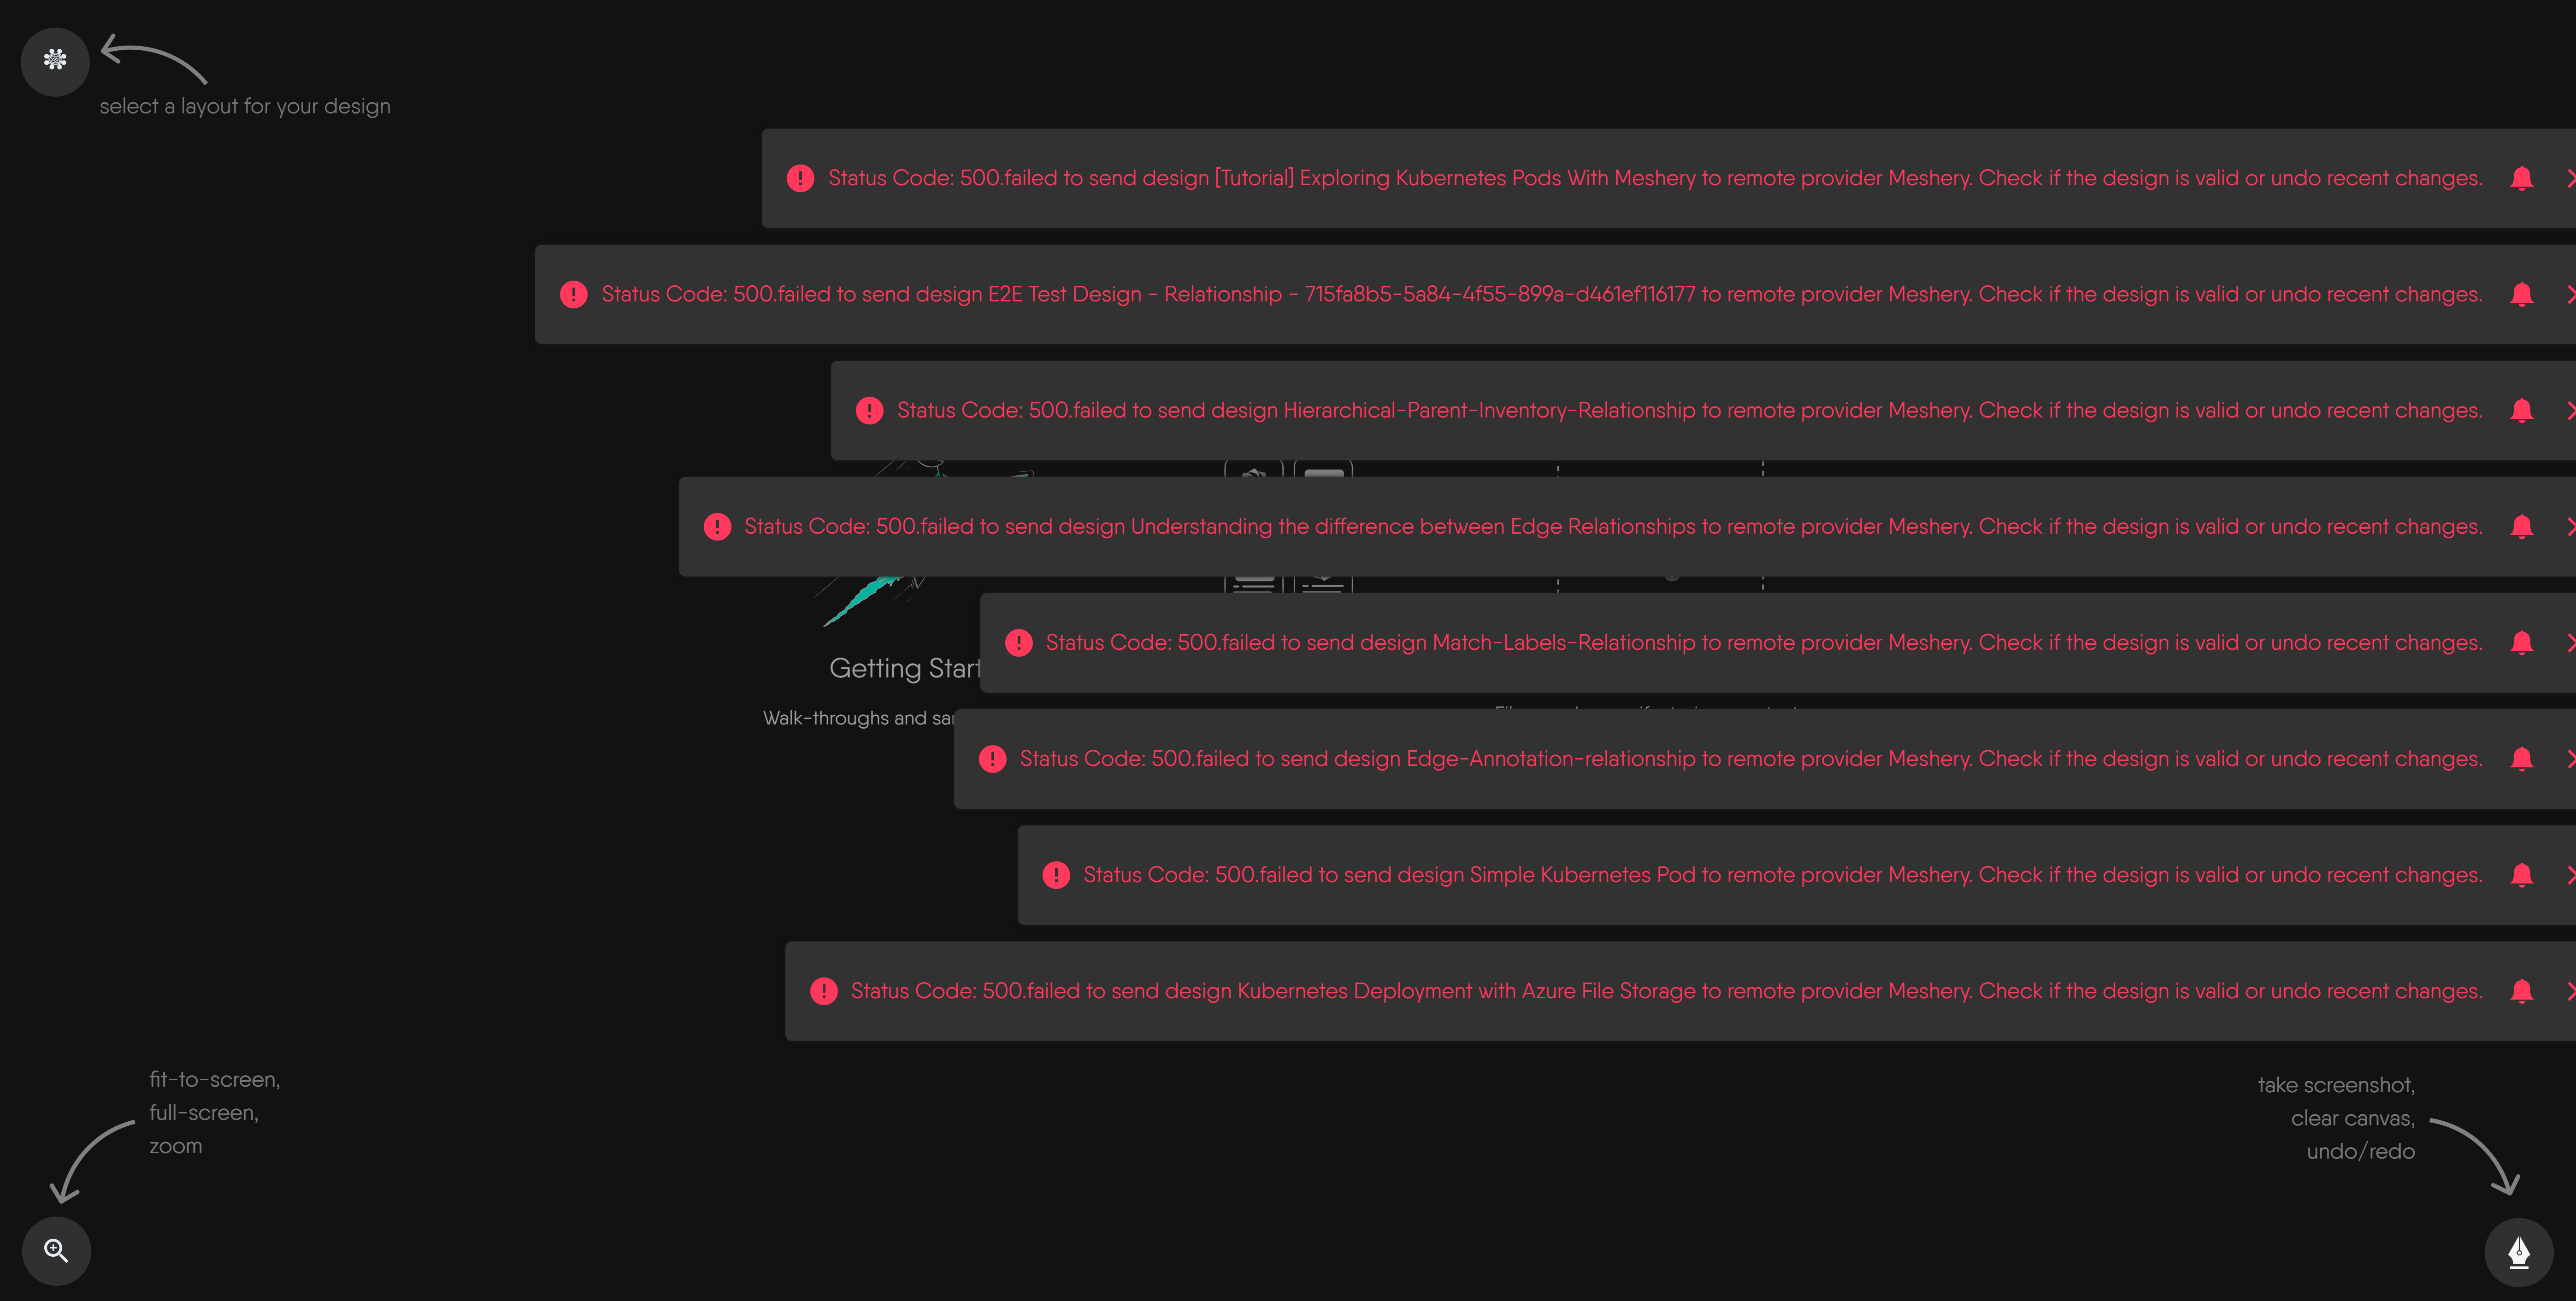 select a layout for your design
Status Code: 500.failed to send design [Tutorial] Exploring Kubernetes Pods With Meshery to remote provider Meshery. Check if the design is valid or undo recent changes.
Status Code: 500.failed to send design E2E Test Design - Relationship - 715fa8b5-5a84-4f55-899a-d461ef116177 to remote provider Meshery. Check if the design is valid or undo recent changes.
Status Code: 500.failed to send design Hierarchical-Parent-Inventory-Relationship to remote provider Meshery. Check if the design is valid or undo recent changes.
Status Code: 500.failed to send design Understanding the difference between Edge Relationships to remote provider Meshery. Check if the design is valid or undo recent changes.
Status Code: 500.failed to send design Match-Labels-Relationship to remote provider Meshery. Check if the design is valid or undo recent changes.
Getting Start
Walk-throughs and sa
Status Code: 500.failed to send design Edge-Annotation-relationship to remote provider Meshery. Check if the design is valid or undo recent changes.
Status Code: 500.failed to send design Simple Kubernetes Pod to remote provider Meshery. Check if the design is valid or undo recent changes.
Status Code: 500.failed to send design Kubernetes Deployment with Azure File Storage to remote provider Meshery. Check if the design is valid or undo recent changes.
fit-to-screen,
full-screen,
zoom
take screenshot,
clear canvas,
undo/redo